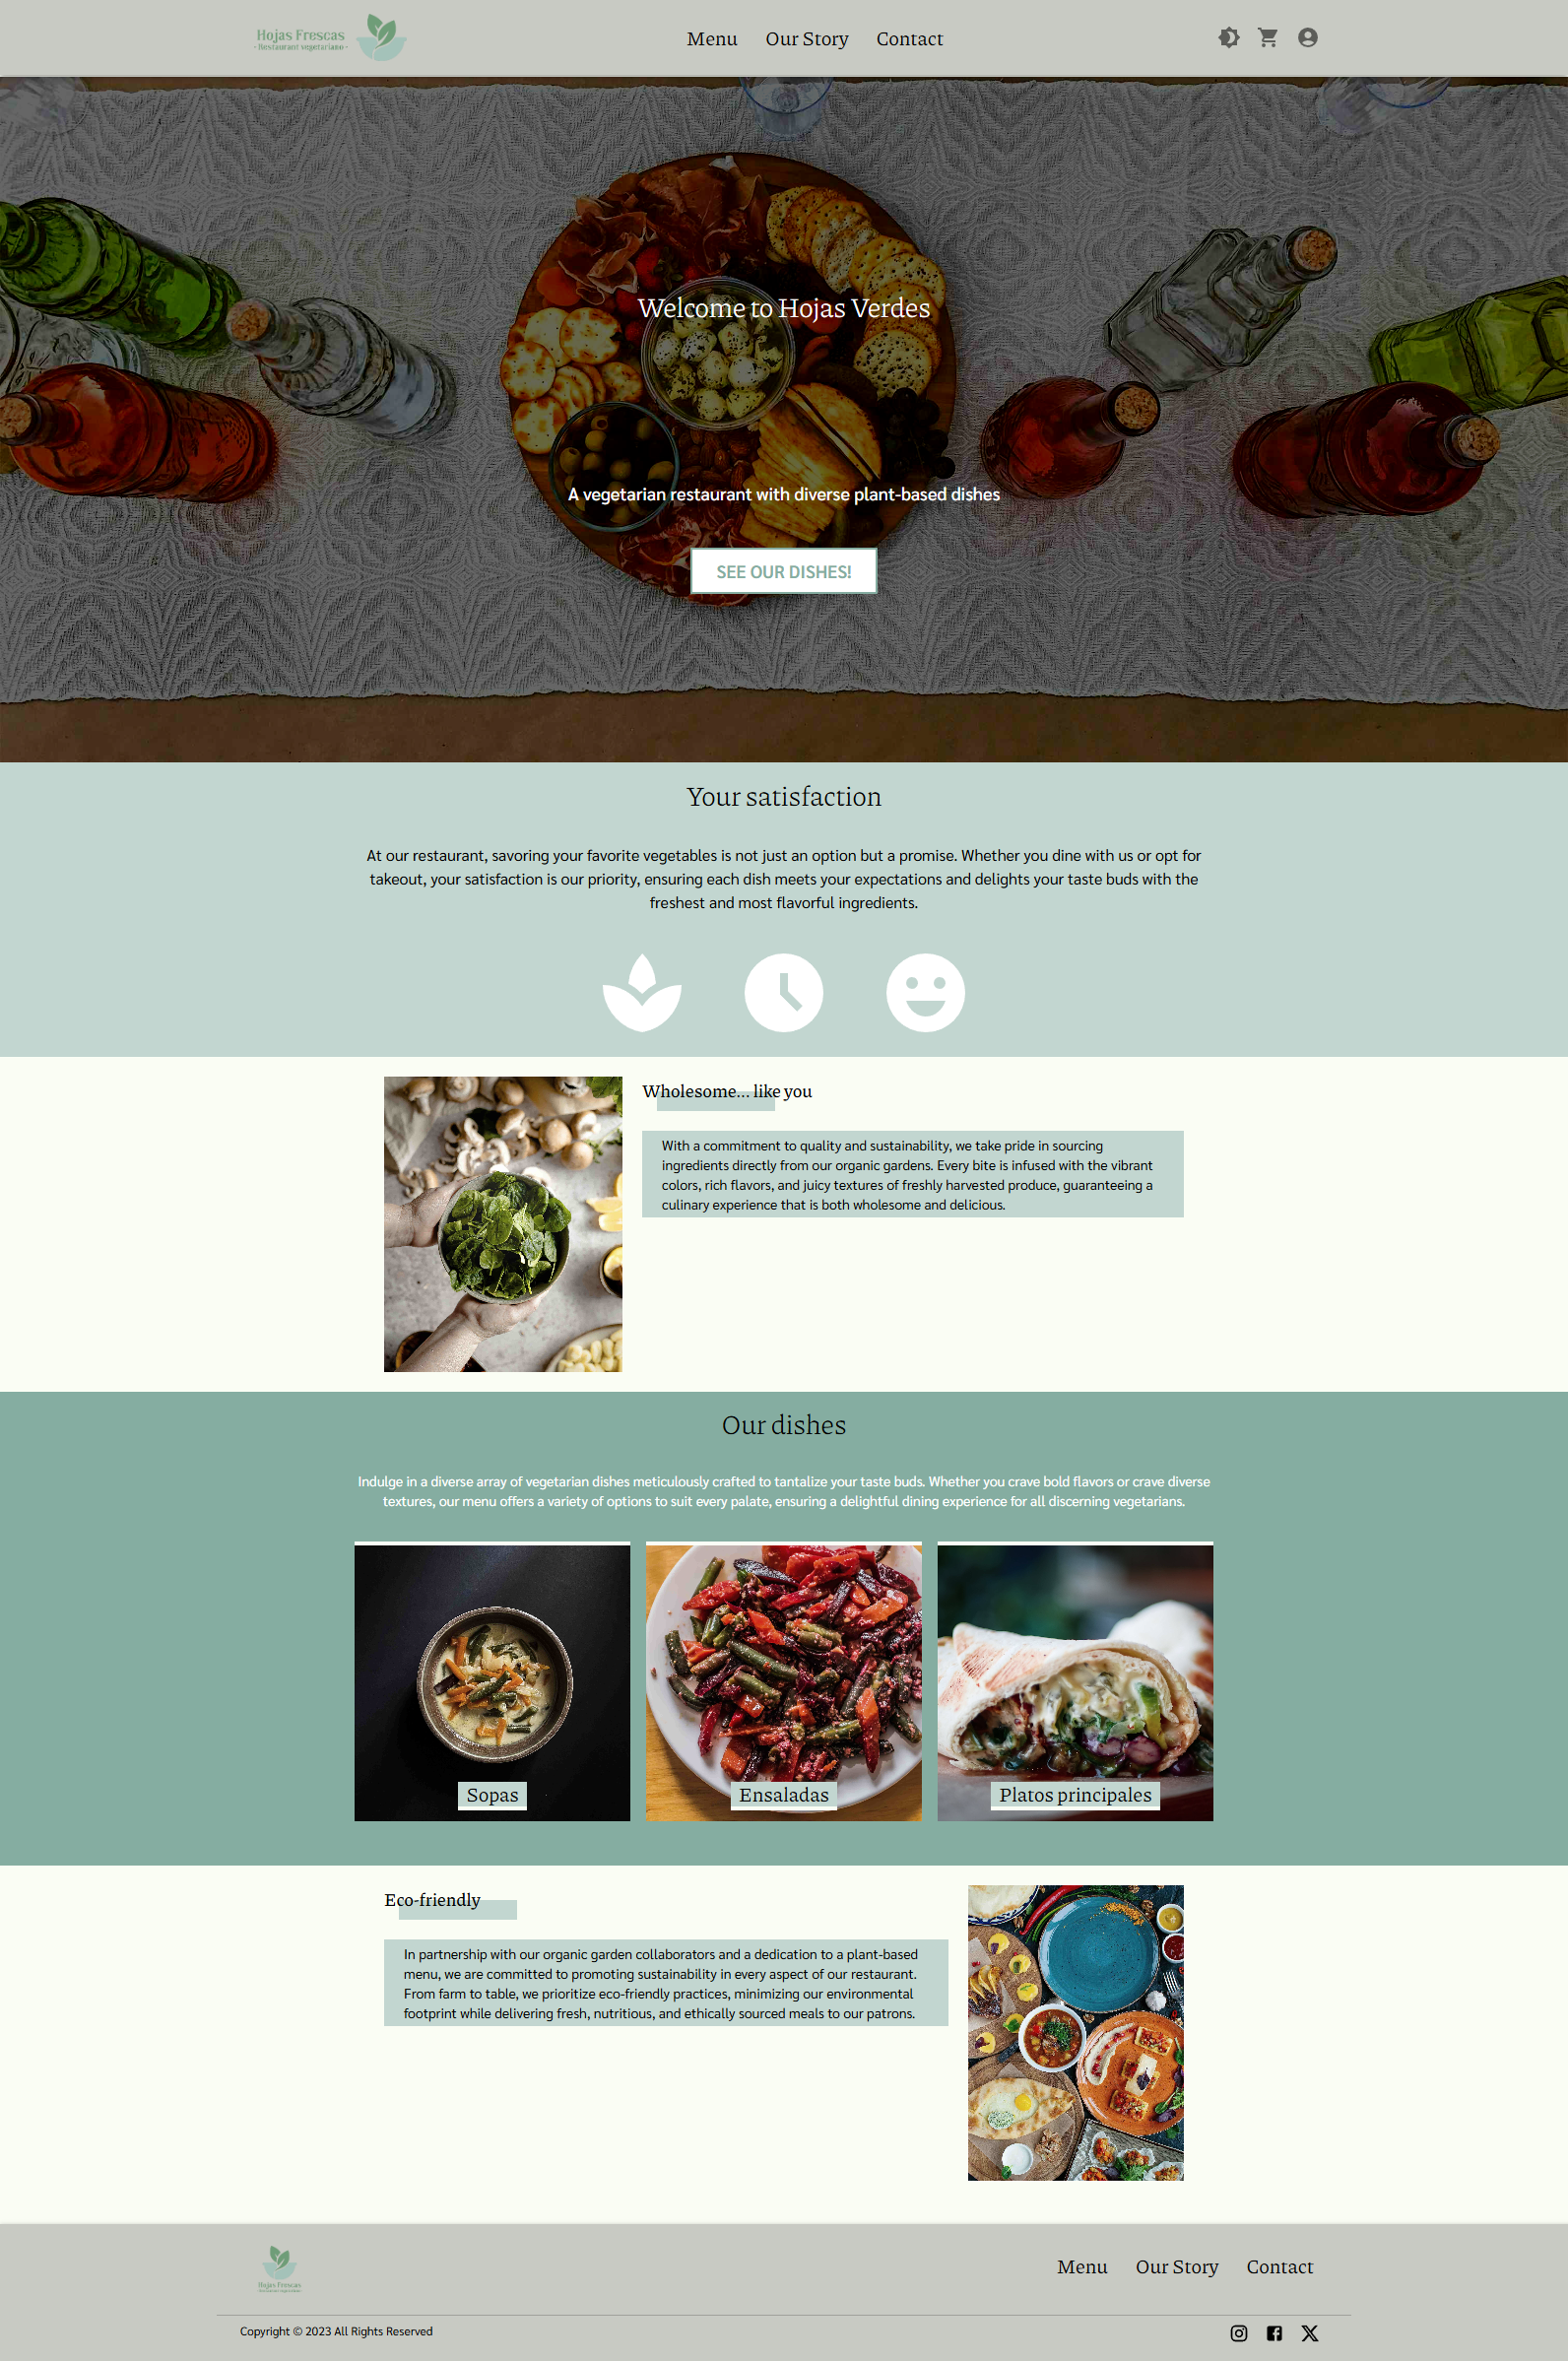 Hojas Frescas
- Restaurant vegetariano -
Menu Our Story Contact
Welcome to Hojas Verdes
A vegetarian restaurant with diverse plant-based dishes
SEE OUR DISHES!
Your satisfaction
At our restaurant, savoring your favorite vegetables is not just an option but a promise. Whether you dine with us or opt for
takeout, your satisfaction is our priority, ensuring each dish meets your expectations and delights your taste buds with the
freshest and most flavorful ingredients.
Wholesome... like you
With a commitment to quality and sustainability, we take pride in sourcing
ingredients directly from our organic gardens. Every bite is infused with the vibrant
colors, rich flavors, and juicy textures of freshly harvested produce, guaranteeing a
culinary experience that is both wholesome and delicious.
Our dishes
Indulge in a diverse array of vegetarian dishes meticulously crafted to tantalize your taste buds. Whether you crave bold flavors or crave diverse
textures, our menu offers a variety of options to suit every palate, ensuring a delightful dining experience for all discerning vegetarians.
Sopas
Ensaladas
Platos principales
Eco-friendly
In partnership with our organic garden collaborators and a dedication to a plant-based
menu, we are committed to promoting sustainability in every aspect of our restaurant.
From farm to table, we prioritize eco-friendly practices, minimizing our environmental
footprint while delivering fresh, nutritious, and ethically sourced meals to our patrons.
Hojas Frescas
Menu Our Story Contact
Copyright © 2023 All Rights Reserved